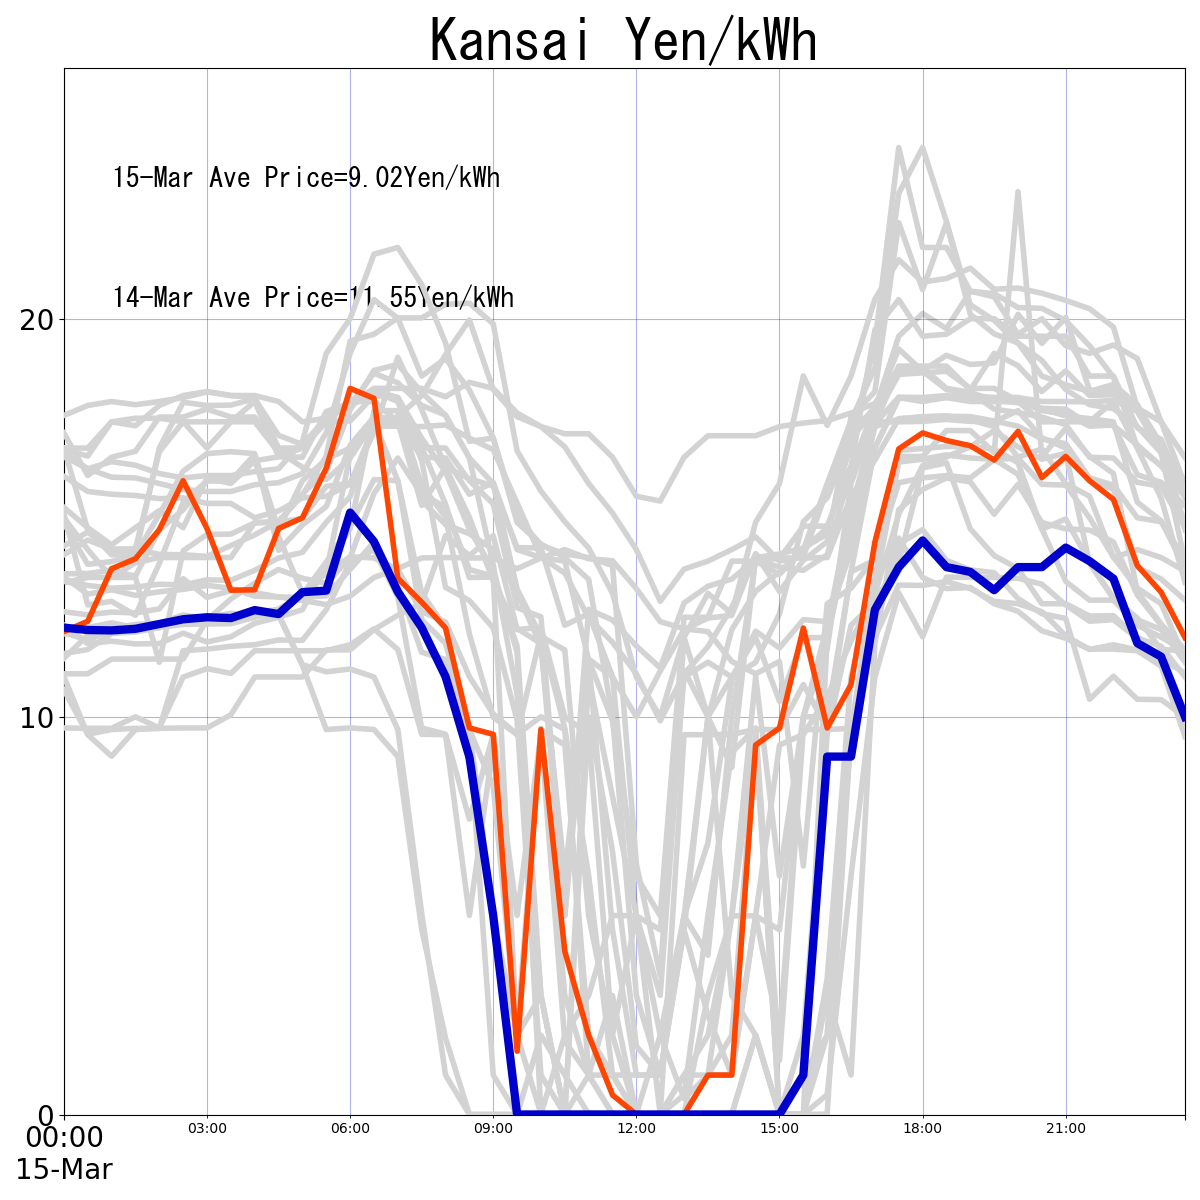 Kansai Yen/kWh
15-Mar Ave Price=9.02Yen/kWh
14-Mar Ave Price=11.55Yen/kWh
20
10
0
00:00 03:00 06:00 09:00 12:00 15:00 18:00 21:00
15-Mar